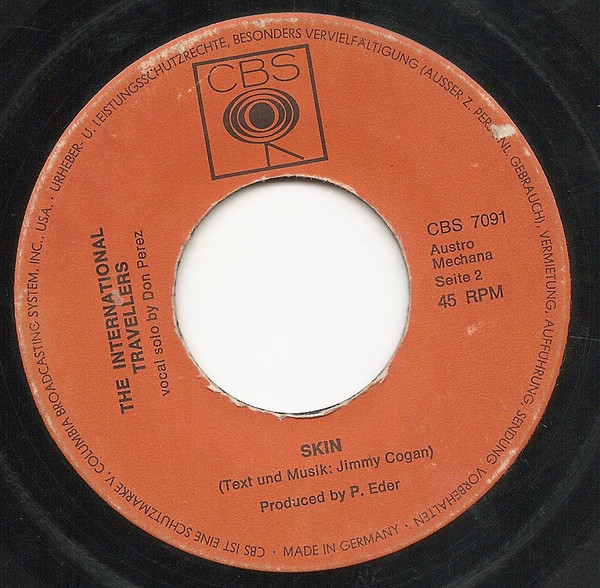 CBS
CBS 7091
Austro
Mechana
Seite 2
45 RPM
THE INTERNATIONAL
TRAVELLERS
vocal solo by Don Perez
SKIN
(Text und Musik: Jimmy Cogan)
Produced by P. Eder
CBS IST EINE SCHUTZMARKE V. COLUMBIA BROADCASTING SYSTEM, INC., USA. · URHEBER- U. LEISTUNGSSCHUTZRECHTE, BESONDERS VERVIELFÄLTIGUNG (AUSSER Z. PERSÖNL. GEBRAUCH), VERMIETUNG, AUFFÜHRUNG, SENDUNG VORBEHALTEN · MADE IN GERMANY ·